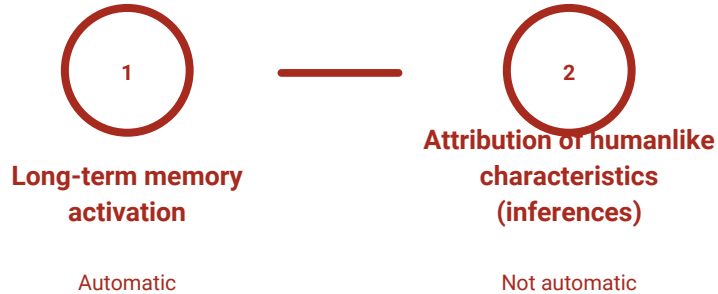 1
2
Long-term memory
activation
Attribution of humanlike
characteristics
(inferences)
Automatic
Not automatic